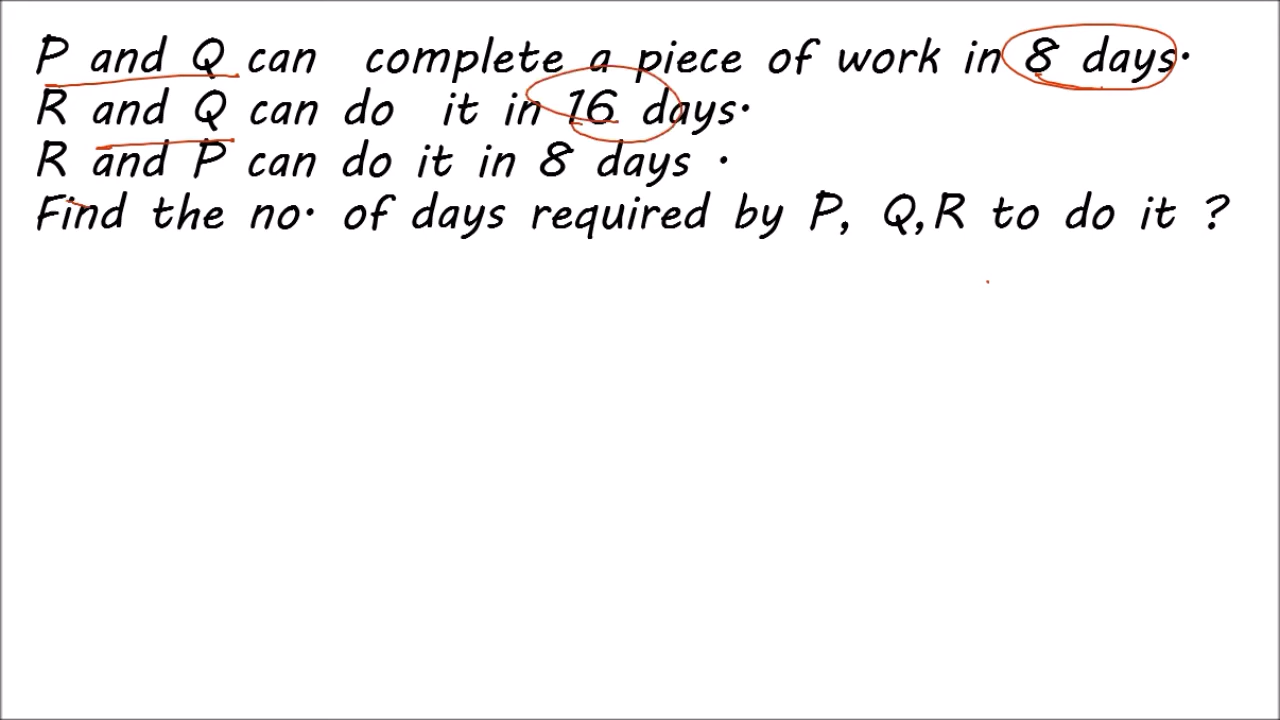 P and Q can complete a piece of work in 8 days.
R and Q can do it in 16 days.
R and P can do it in 8 days .
Find the no. of days required by P, Q,R to do it ?